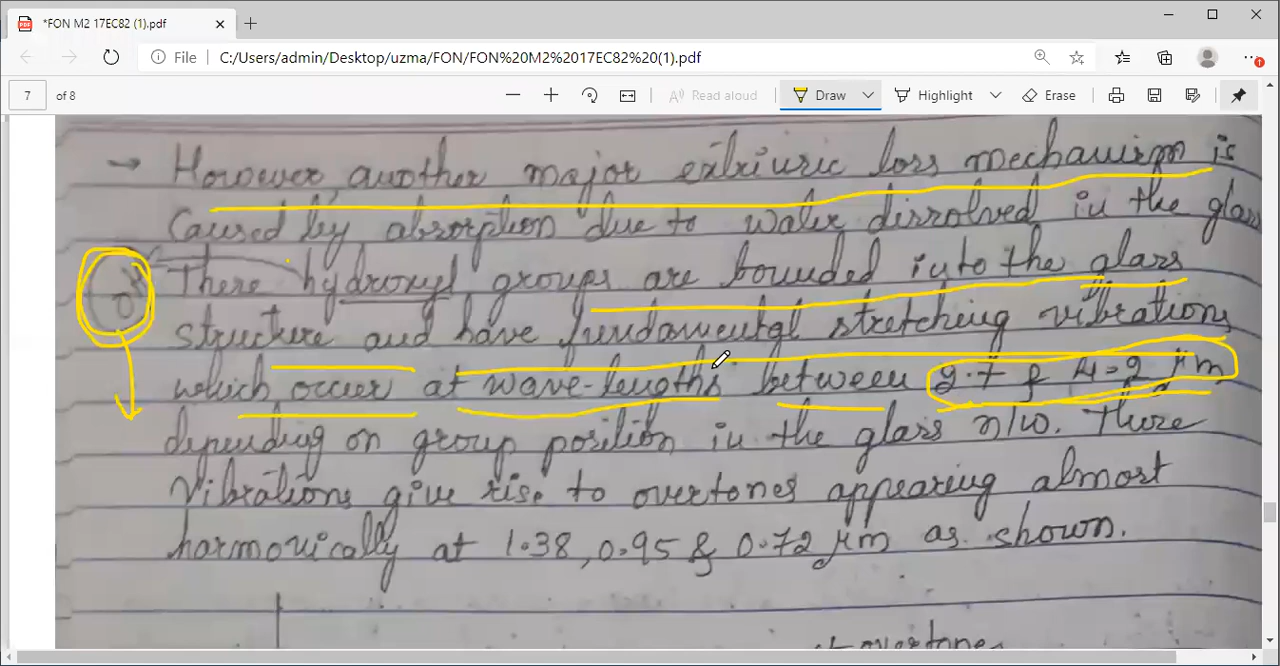 *FON M2 17EC82 (1).pdf
File C:/Users/admin/Desktop/uzma/FON/FON%20M2%2017EC82%20(1).pdf
7 of 8 Read aloud Draw Highlight Erase
→ However, another major extrinsic loss mechanism is
caused by absorption due to water dissolved in the glass
These hydroxyl groups are bounded into the glass
structure and have fundamental stretching vibrations
which occur at wave-lengths between 2.7 & 4.2 μm
depending on group position in the glass n/w. These
vibrations give rise to overtones appearing almost
harmonically at 1.38, 0.95 & 0.72 μm as shown.
overtones